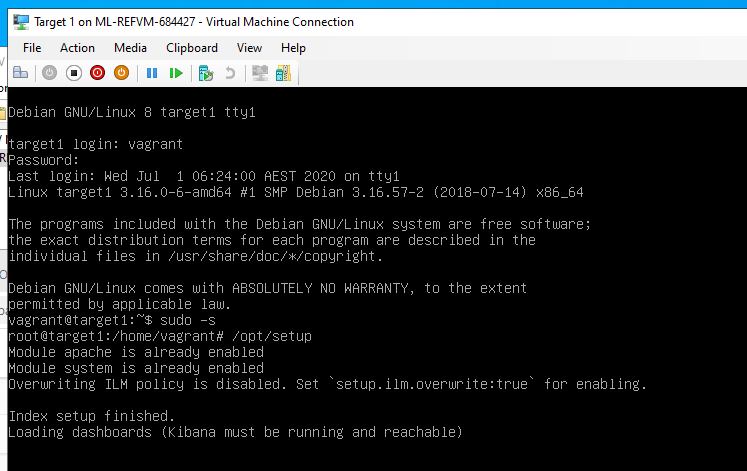 Target 1 on ML-REFVM-684427 - Virtual Machine Connection
File Action Media Clipboard View Help
Debian GNU/Linux 8 target1 tty1
target1 login: vagrant
Password:
Last login: Wed Jul  1 06:24:00 AEST 2020 on tty1
Linux target1 3.16.0-6-amd64 #1 SMP Debian 3.16.57-2 (2018-07-14) x86_64
The programs included with the Debian GNU/Linux system are free software;
the exact distribution terms for each program are described in the
individual files in /usr/share/doc/*/copyright.
Debian GNU/Linux comes with ABSOLUTELY NO WARRANTY, to the extent
permitted by applicable law.
vagrant@target1:~$ sudo -s
root@target1:/home/vagrant# /opt/setup
Module apache is already enabled
Module system is already enabled
Overwriting ILM policy is disabled. Set `setup.ilm.overwrite:true` for enabling.
Index setup finished.
Loading dashboards (Kibana must be running and reachable)